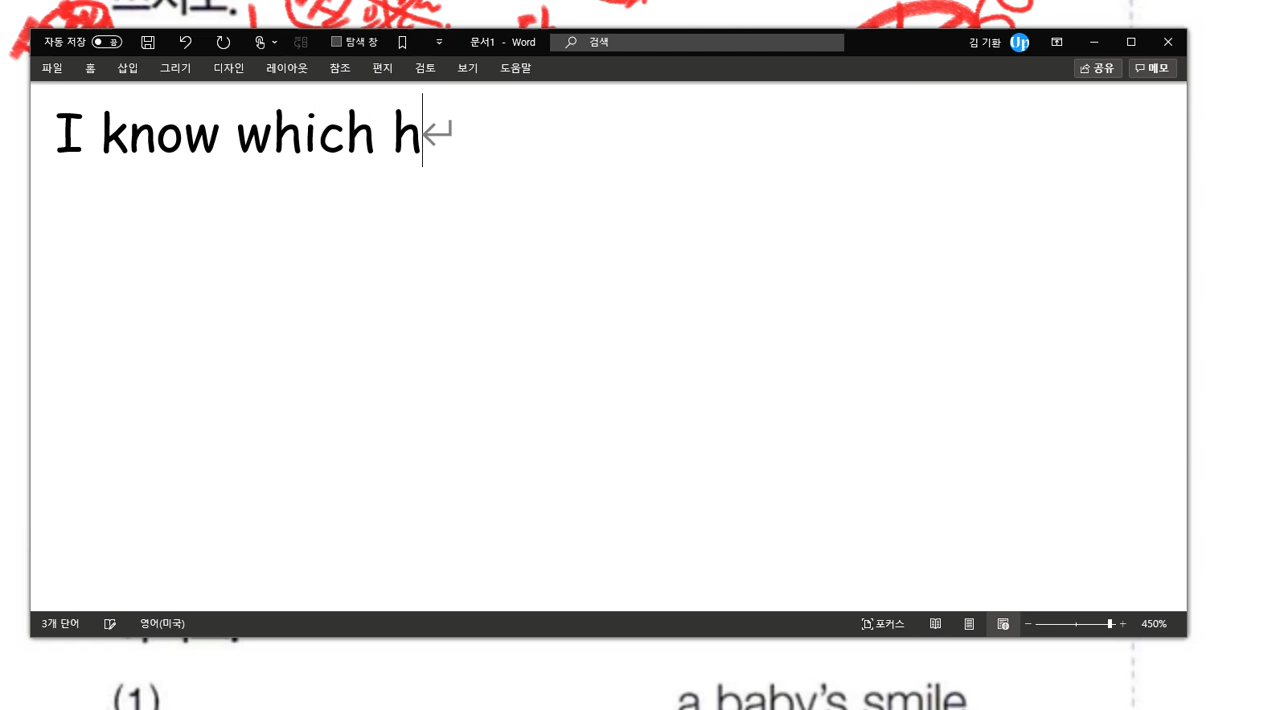 자동 저장 끔 탐색 창 문서1 - Word 검색 김 기환 Up
파일 홈 삽입 그리기 디자인 레이아웃 참조 편지 검토 보기 도움말 공유 메모
I know which h
3개 단어 영어(미국) 포커스 450%
(1) a baby's smile